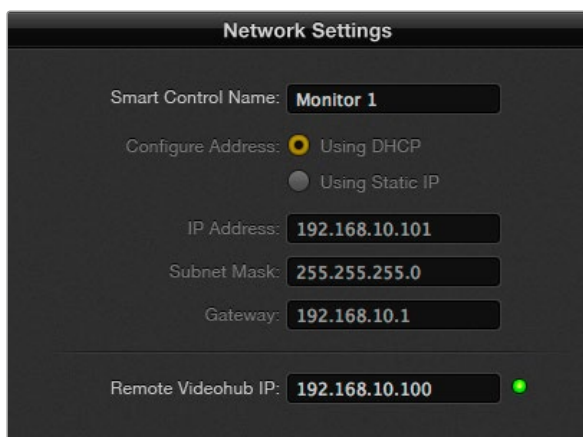 Network Settings
Smart Control Name: Monitor 1
Configure Address: Using DHCP
Using Static IP
IP Address: 192.168.10.101
Subnet Mask: 255.255.255.0
Gateway: 192.168.10.1
Remote Videohub IP: 192.168.10.100